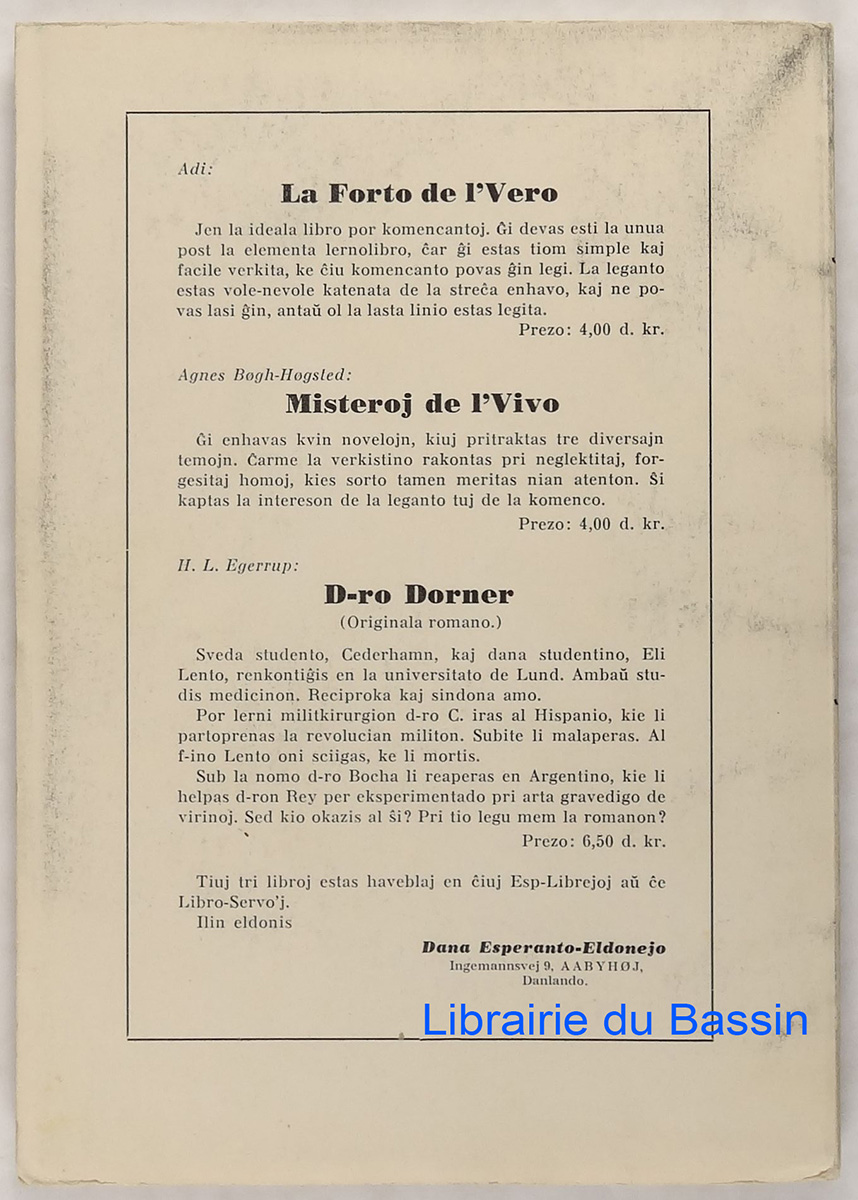 Adi:
La Forto de l'Vero
Jen la ideala libro por komencantoj. Ĝi devas esti la unua
post la elementa lernolibro, ĉar ĝi estas tiom simple kaj
facile verkita, ke ĉiu komencanto povas ĝin legi. La leganto
estas vole-nevole katenata de la streĉa enhavo, kaj ne po-
vas lasi ĝin, antaŭ ol la lasta linio estas legita.
Prezo: 4,00 d. kr.
Agnes Bøgh-Høgsted:
Misteroj de l'Vivo
Ĝi enhavas kvin novelojn, kiuj pritraktas tre diversajn
temojn. Ĉarme la verkistino rakontas pri neglektitaj, for-
gesitaj homoj, kies sorto tamen meritas nian atenton. Ŝi
kaptas la intereson de la leganto tuj de la komenco.
Prezo: 4,00 d. kr.
H. L. Egerrup:
D-ro Dorner
(Originala romano.)
Sveda studento, Cederhamn, kaj dana studentino, Eli
Lento, renkontiĝis en la universitato de Lund. Ambaŭ stu-
dis medicinon. Reciproka kaj sindona amo.
Por lerni militkirurgion d-ro C. iras al Hispanio, kie li
partoprenas la revolucian militon. Subite li malaperas. Al
f-ino Lento oni sciigas, ke li mortis.
Sub la nomo d-ro Bocha li reaperas en Argentino, kie li
helpas d-ron Rey per eksperimentado pri arta gravedigo de
virinoj. Sed kio okazis al ŝi? Pri tio legu mem la romanon?
Prezo: 6,50 d. kr.
Tiuj tri libroj estas haveblaj en ĉiuj Esp-Librejoj aŭ ĉe
Libro-Servo'j.
Ilin eldonis
Dana Esperanto-Eldonejo
Ingemannsvej 9, AABYHØJ,
Danlando.
Librairie du Bassin